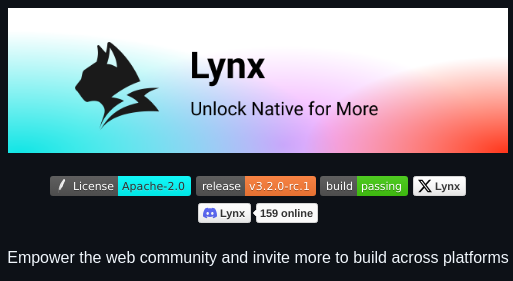 Lynx
Unlock Native for More
License Apache-2.0 release v3.2.0-rc.1 build passing Lynx
Lynx 159 online
Empower the web community and invite more to build across platforms